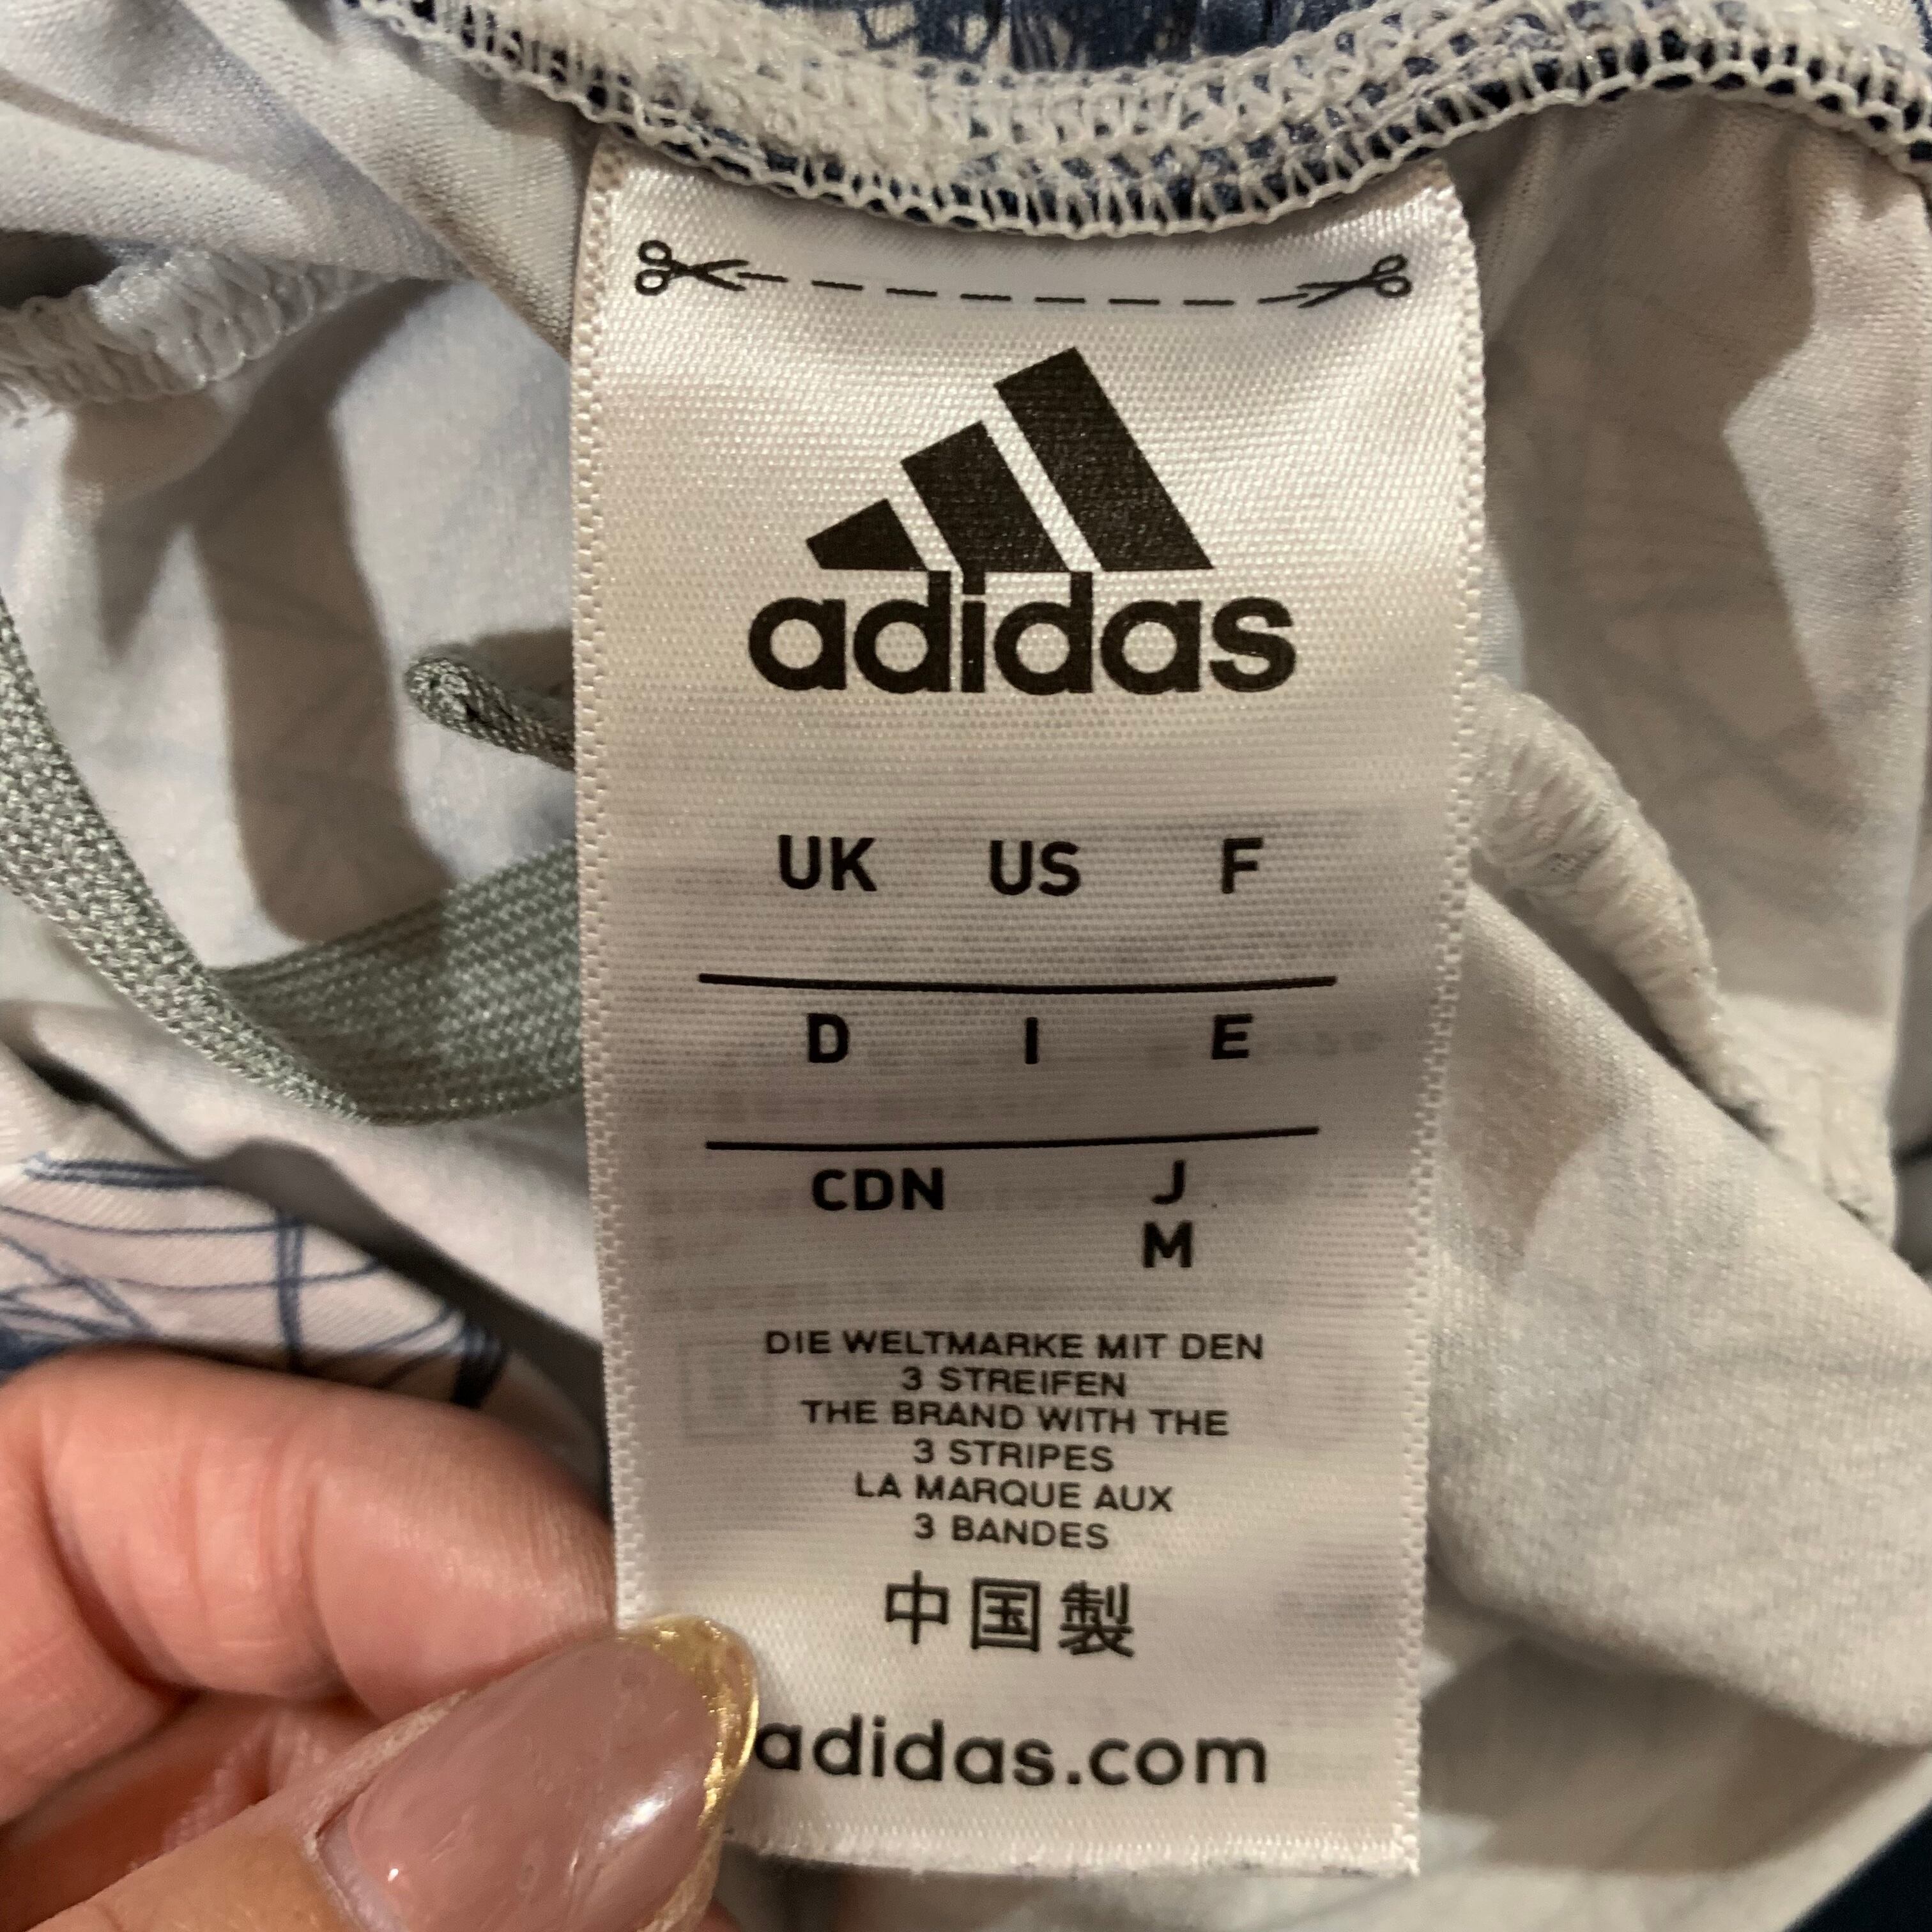 adidas
UK US F
D I E
CDN J
M
DIE WELTMARKE MIT DEN
3 STREIFEN
THE BRAND WITH THE
3 STRIPES
LA MARQUE AUX
3 BANDES
中国製
adidas.com